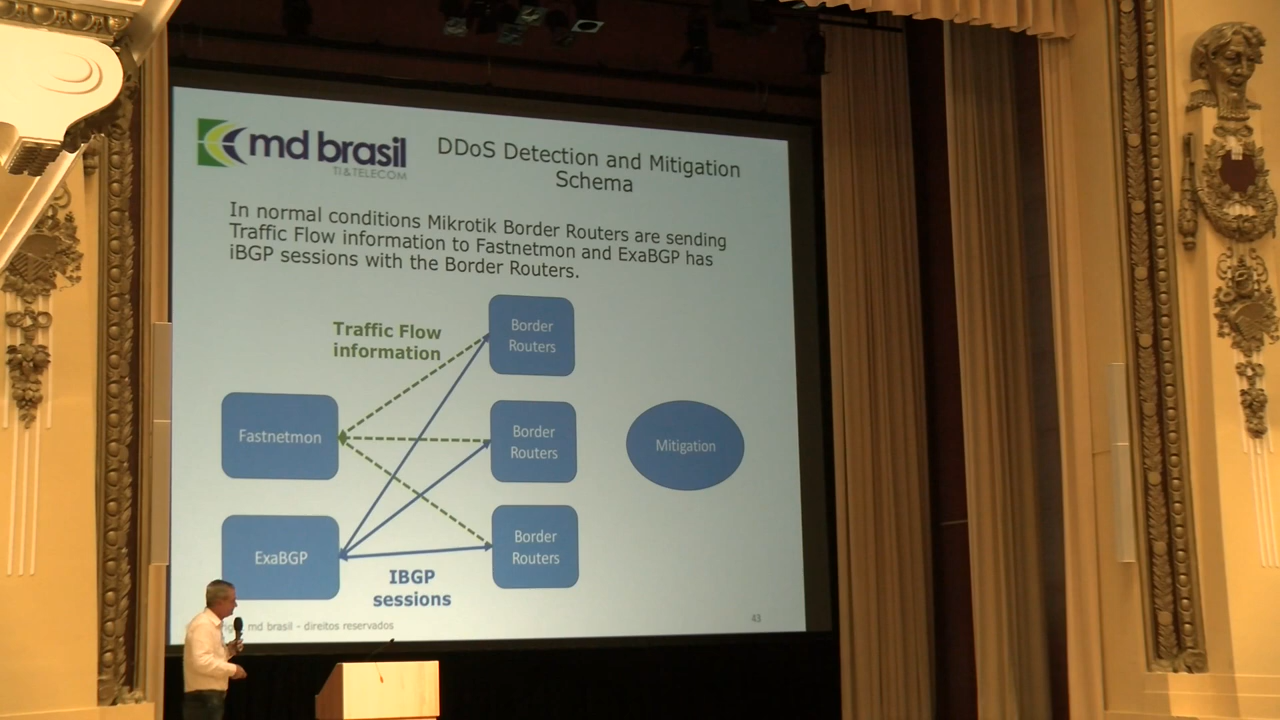 md brasil
TI & TELECOM
DDoS Detection and Mitigation
Schema
In normal conditions Mikrotik Border Routers are sending
Traffic Flow information to Fastnetmon and ExaBGP has
iBGP sessions with the Border Routers.
Traffic Flow
information
Border
Routers
Fastnetmon
Border
Routers
Mitigation
ExaBGP
Border
Routers
IBGP
sessions
md brasil - direitos reservados
43